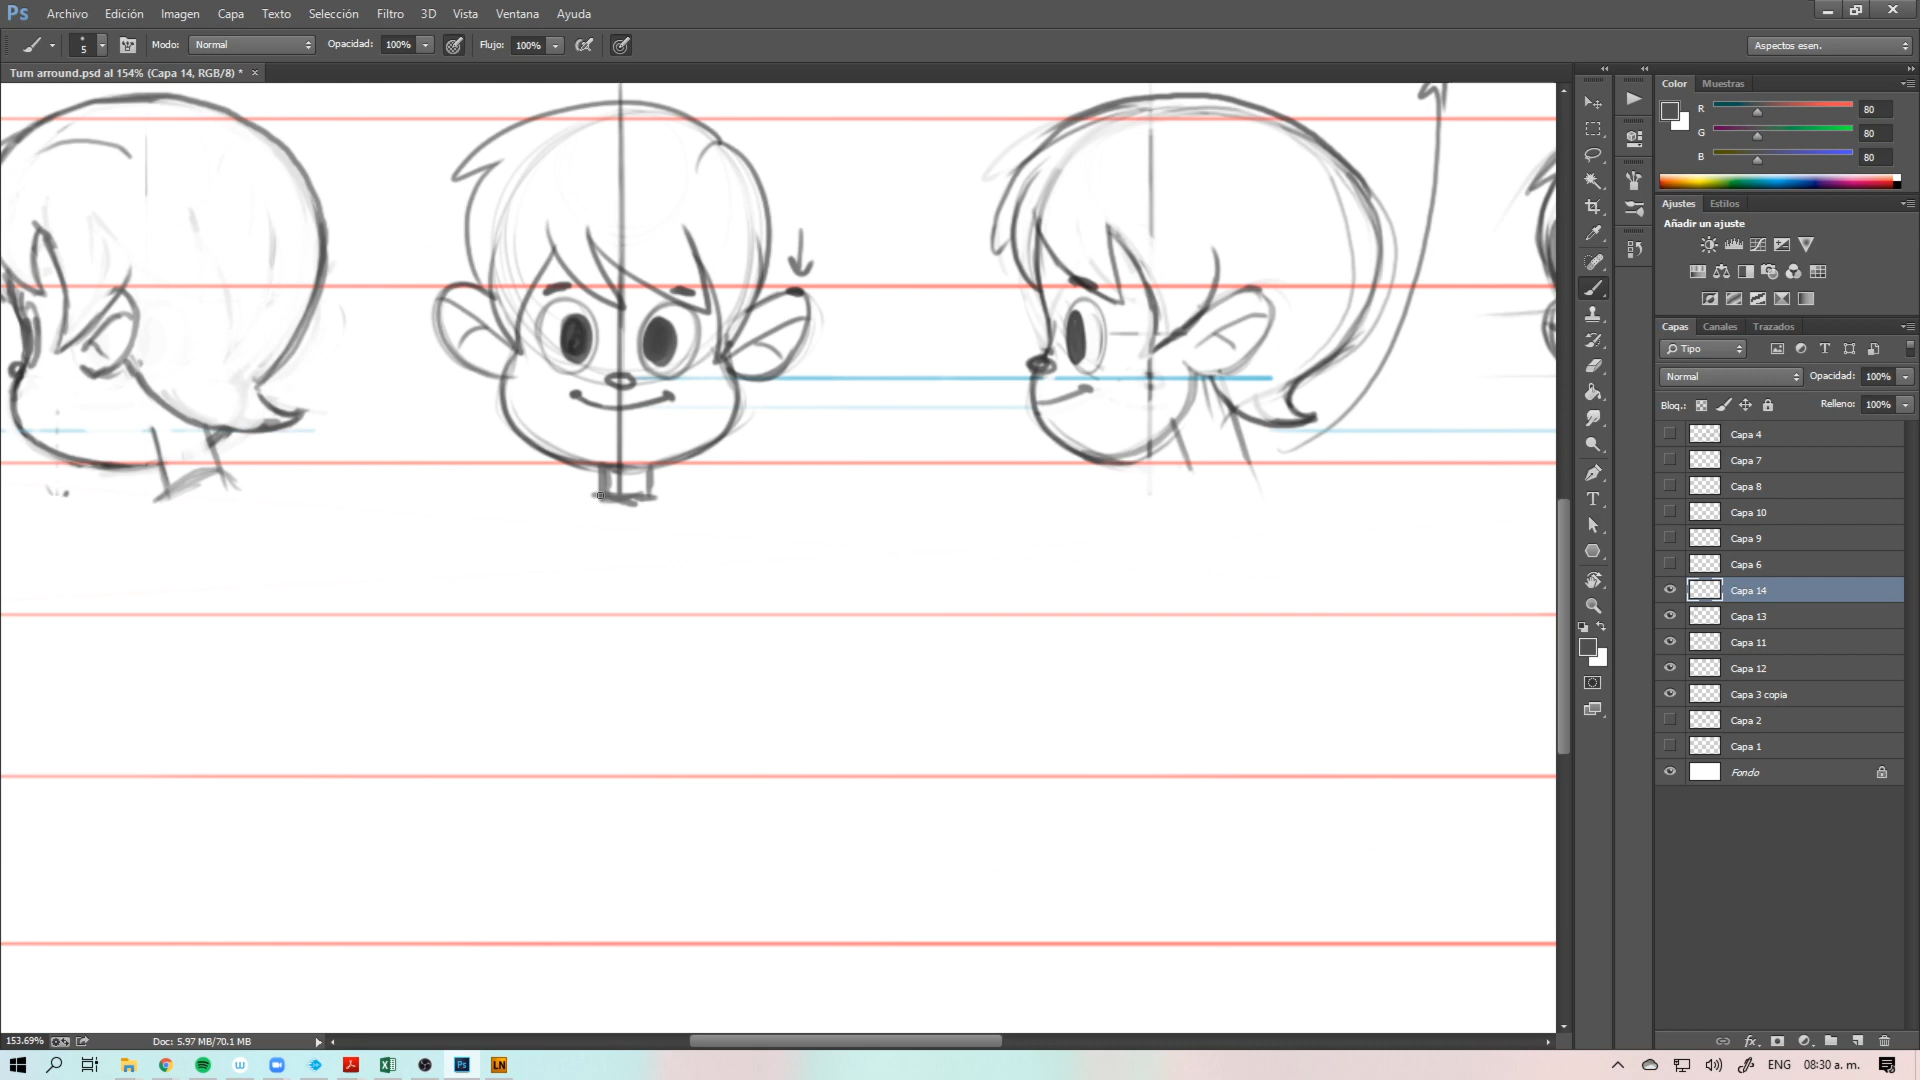 Ps Archivo Edición Imagen Capa Texto Selección Filtro 3D Vista Ventana Ayuda
5 Modo: Normal Opacidad: 100% Flujo: 100% Aspectos esen.
Turn arround.psd al 154% (Capa 14, RGB/8) * ×
Color Muestras
R 80
G 80
B 80
Ajustes Estilos
Añadir un ajuste
Capas Canales Trazados
Tipo
Normal Opacidad: 100%
Bloq.: Relleno: 100%
Capa 4
Capa 7
Capa 8
Capa 10
Capa 9
Capa 6
Capa 14
Capa 13
Capa 11
Capa 12
Capa 3 copia
Capa 2
Capa 1
Fondo
153.69% Doc: 5.97 MB/70.1 MB
fx
Ps LN ENG 08:30 a. m.